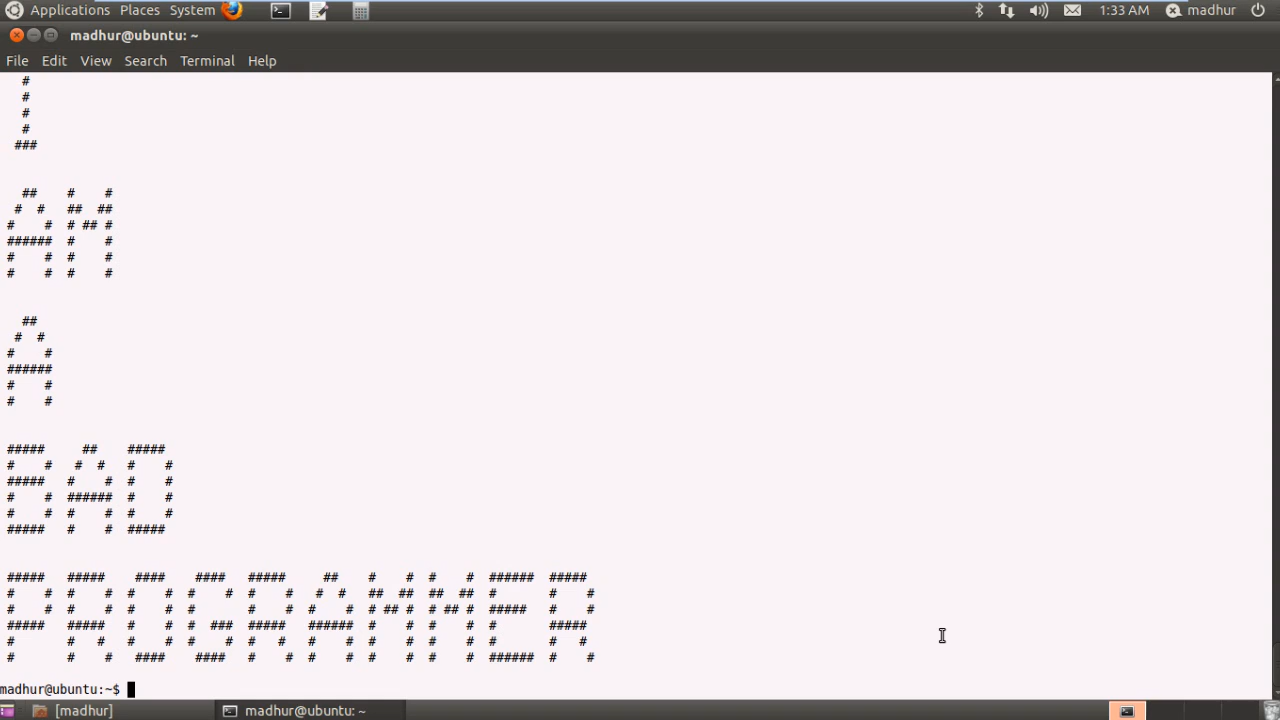 Applications Places System 1:33 AM madhur
madhur@ubuntu: ~
File Edit View Search Terminal Help
I
AM
A
BAD
PROGRAMMER
madhur@ubuntu:~$
[madhur] madhur@ubuntu: ~